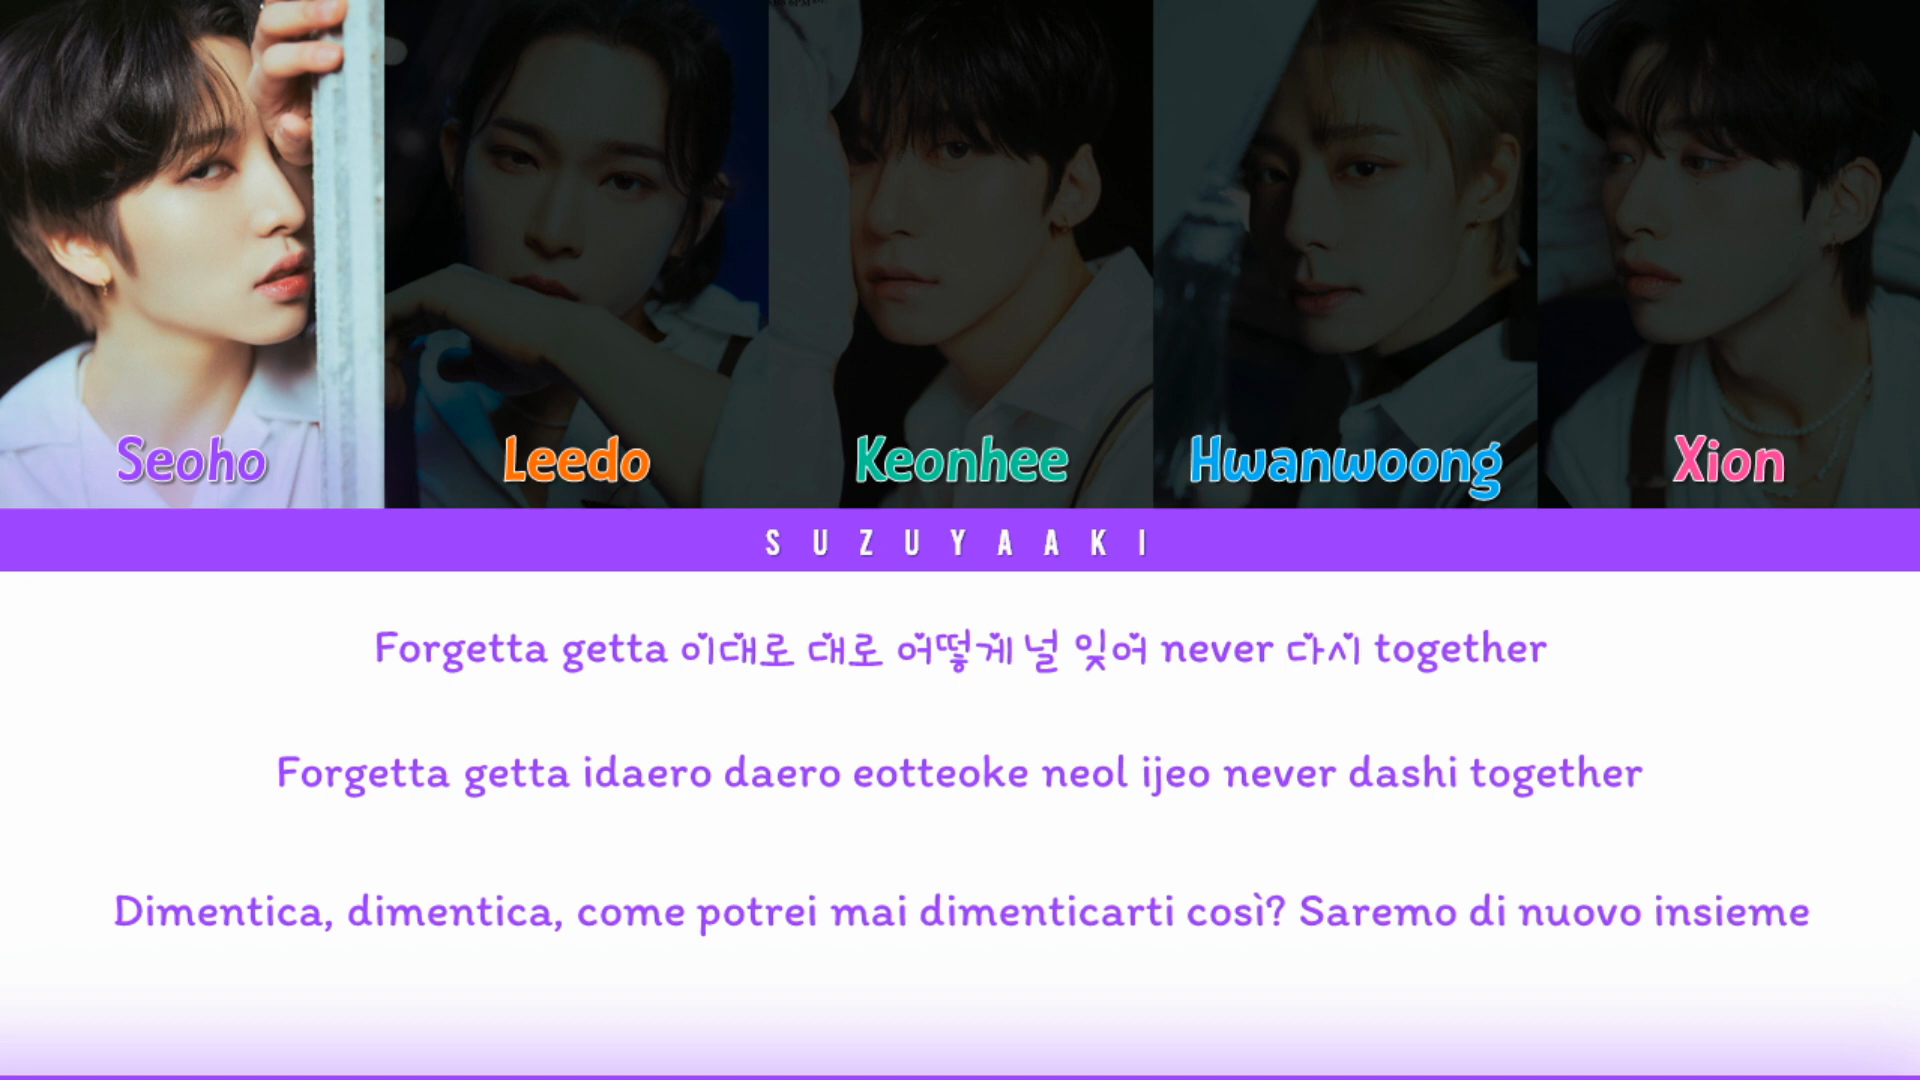 Seoho
Leedo
Keonhee
Hwanwoong
Xion
SUZUYAAKI
Forgetta getta 이대로 대로 어떻게 널 잊어 never 다시 together
Forgetta getta idaero daero eotteoke neol ijeo never dashi together
Dimentica, dimentica, come potrei mai dimenticarti così? Saremo di nuovo insieme